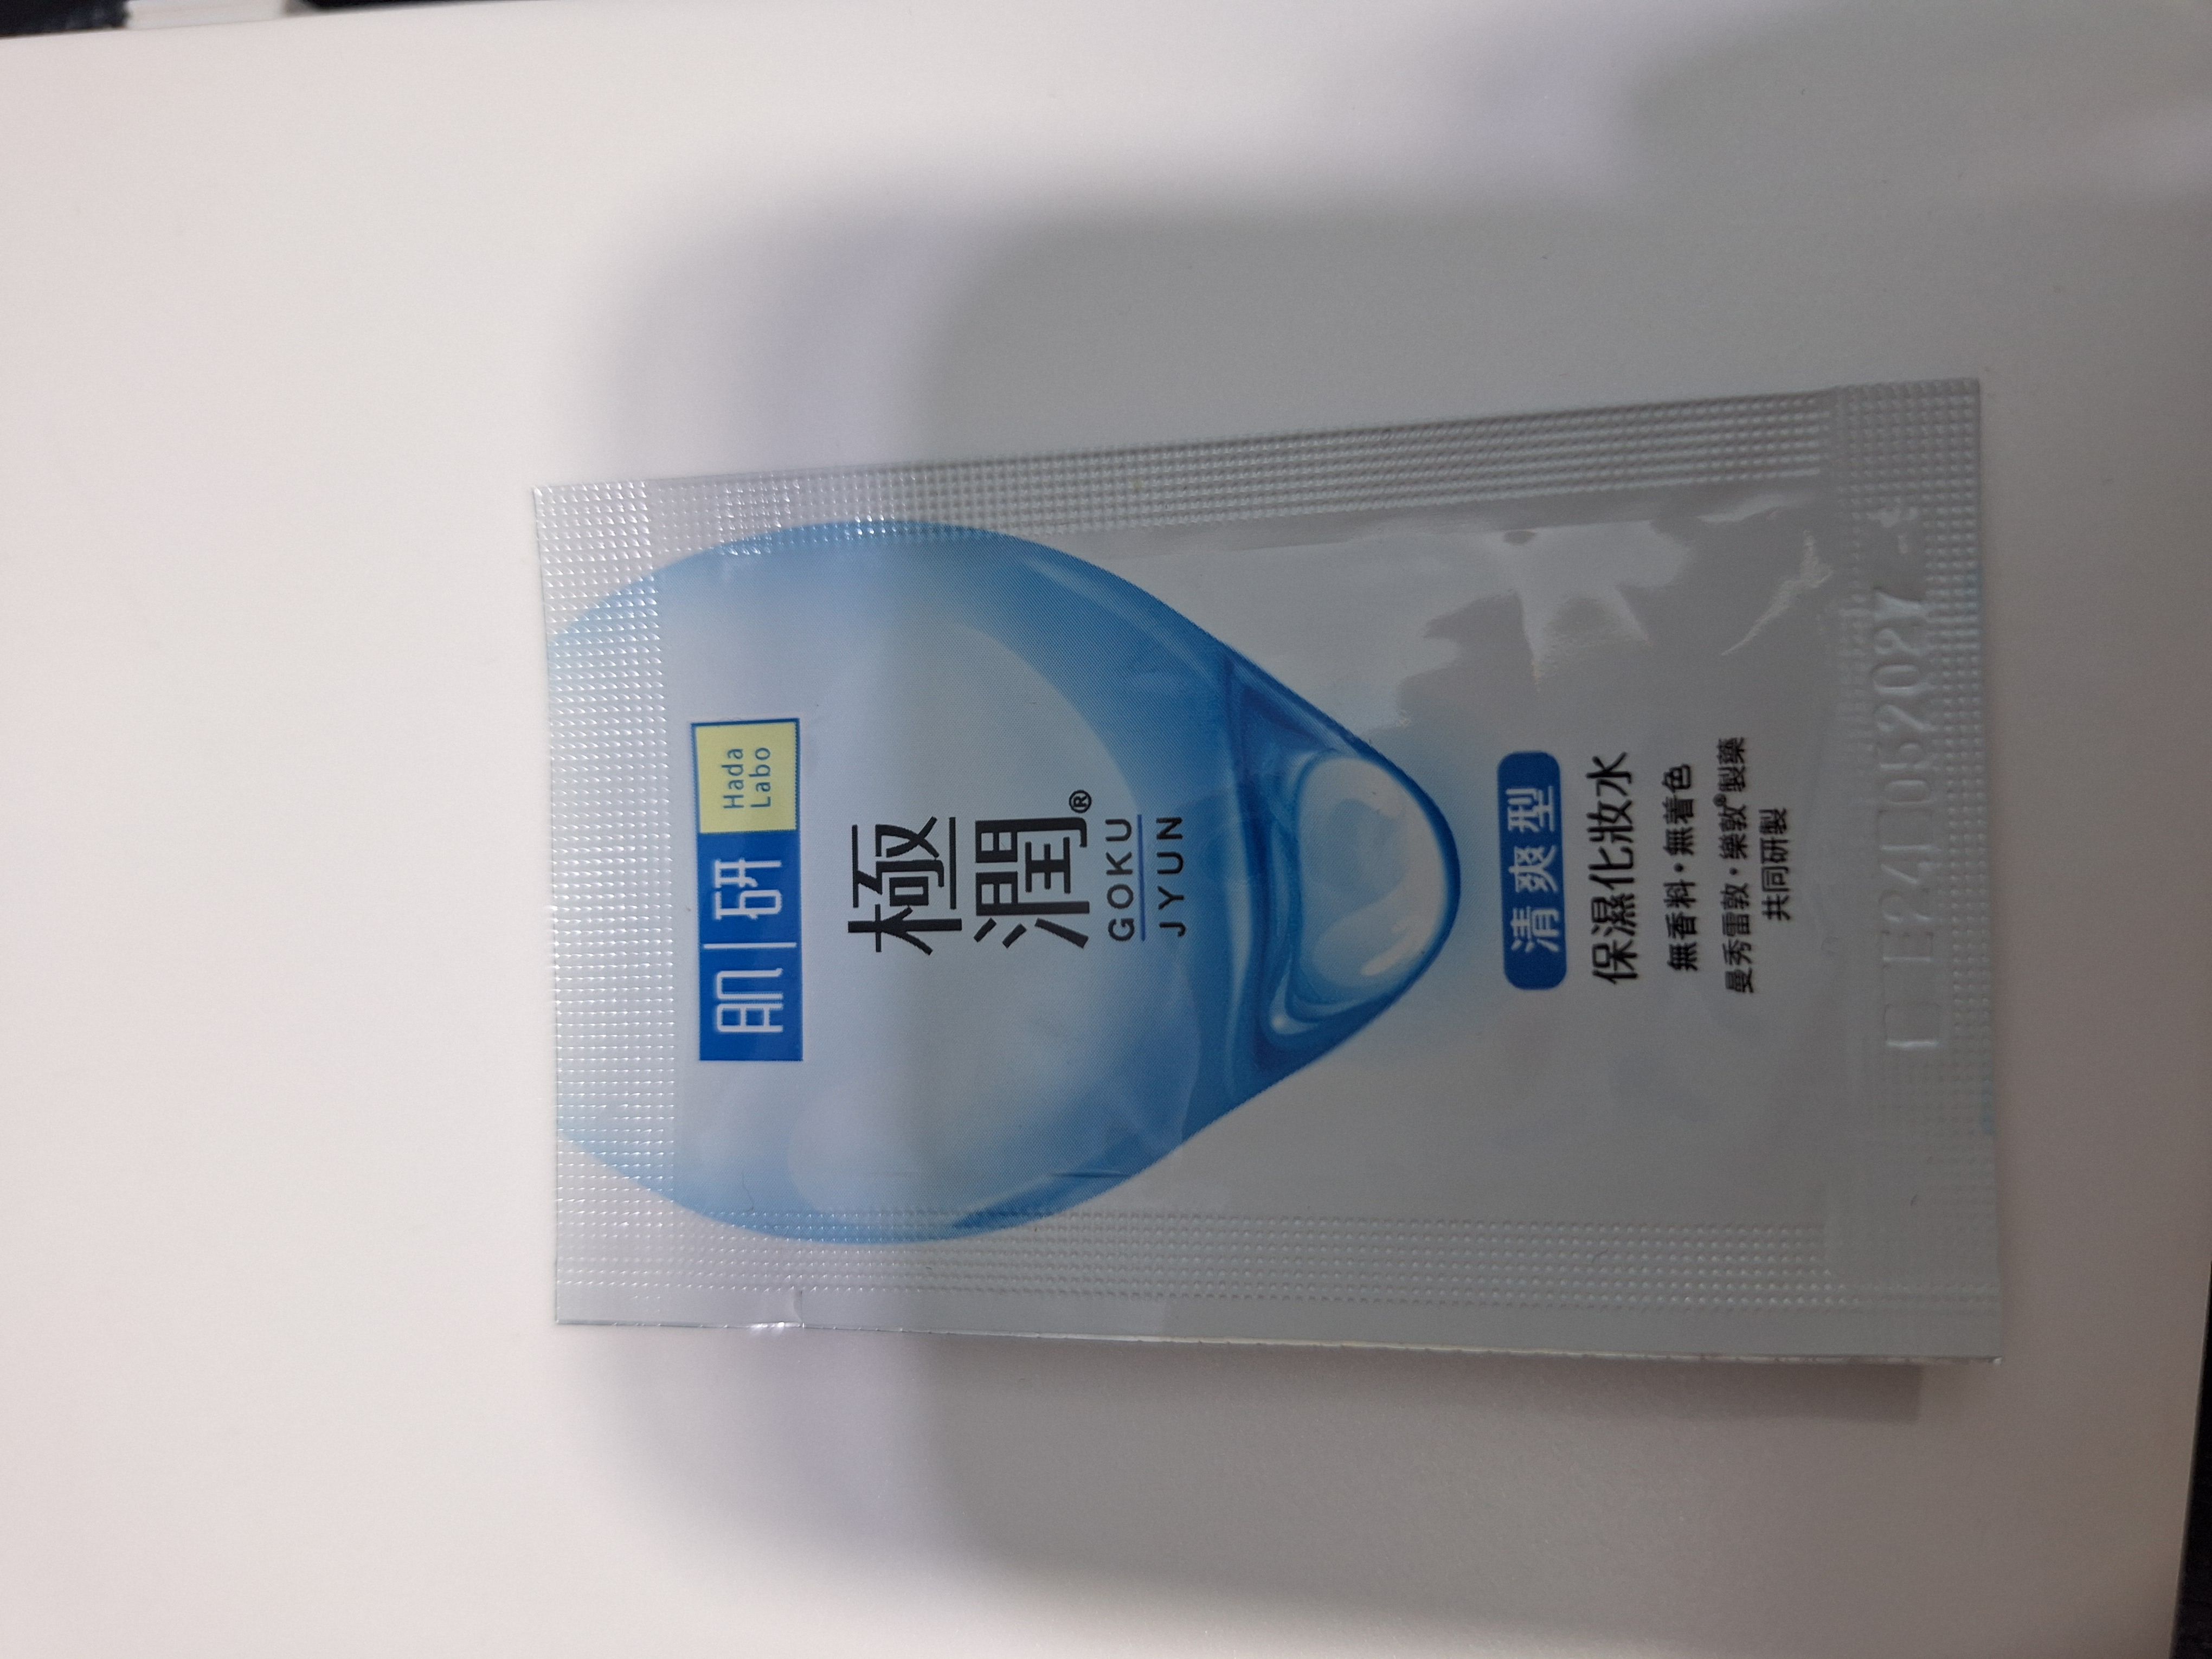 肌研
Hada
Labo
極
潤®
GOKU
JYUN
清爽型
保濕化妝水
無香料・無着色
曼秀雷敦・樂敦®製藥
共同研製
052027